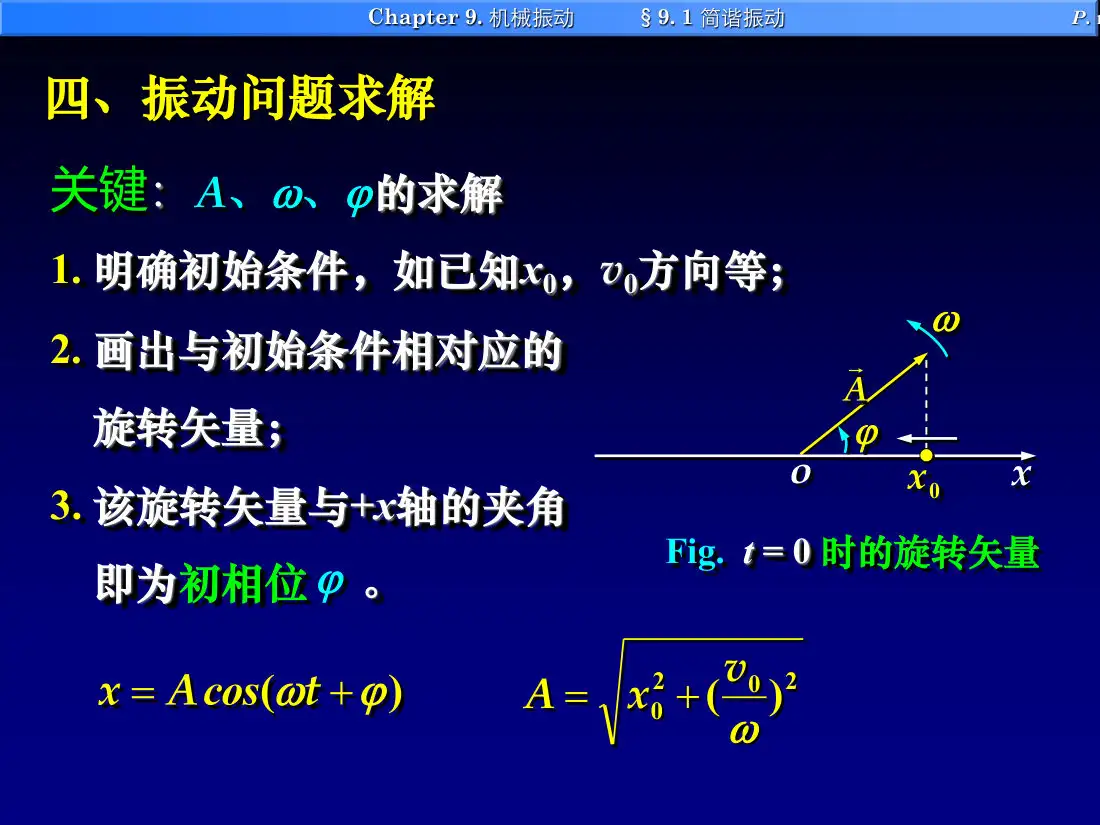 Chapter 9. 机械振动 § 9. 1 简谐振动 P.
四、振动问题求解
关键: A、ω、φ的求解
1. 明确初始条件，如已知x₀，v₀方向等；
2. 画出与初始条件相对应的
旋转矢量；
3. 该旋转矢量与+x轴的夹角
即为初相位φ 。
ω
A⃗
φ
o x₀ x
Fig. t = 0 时的旋转矢量
x = A cos(ωt + φ)
A = √(x₀² + (v₀/ω)²)